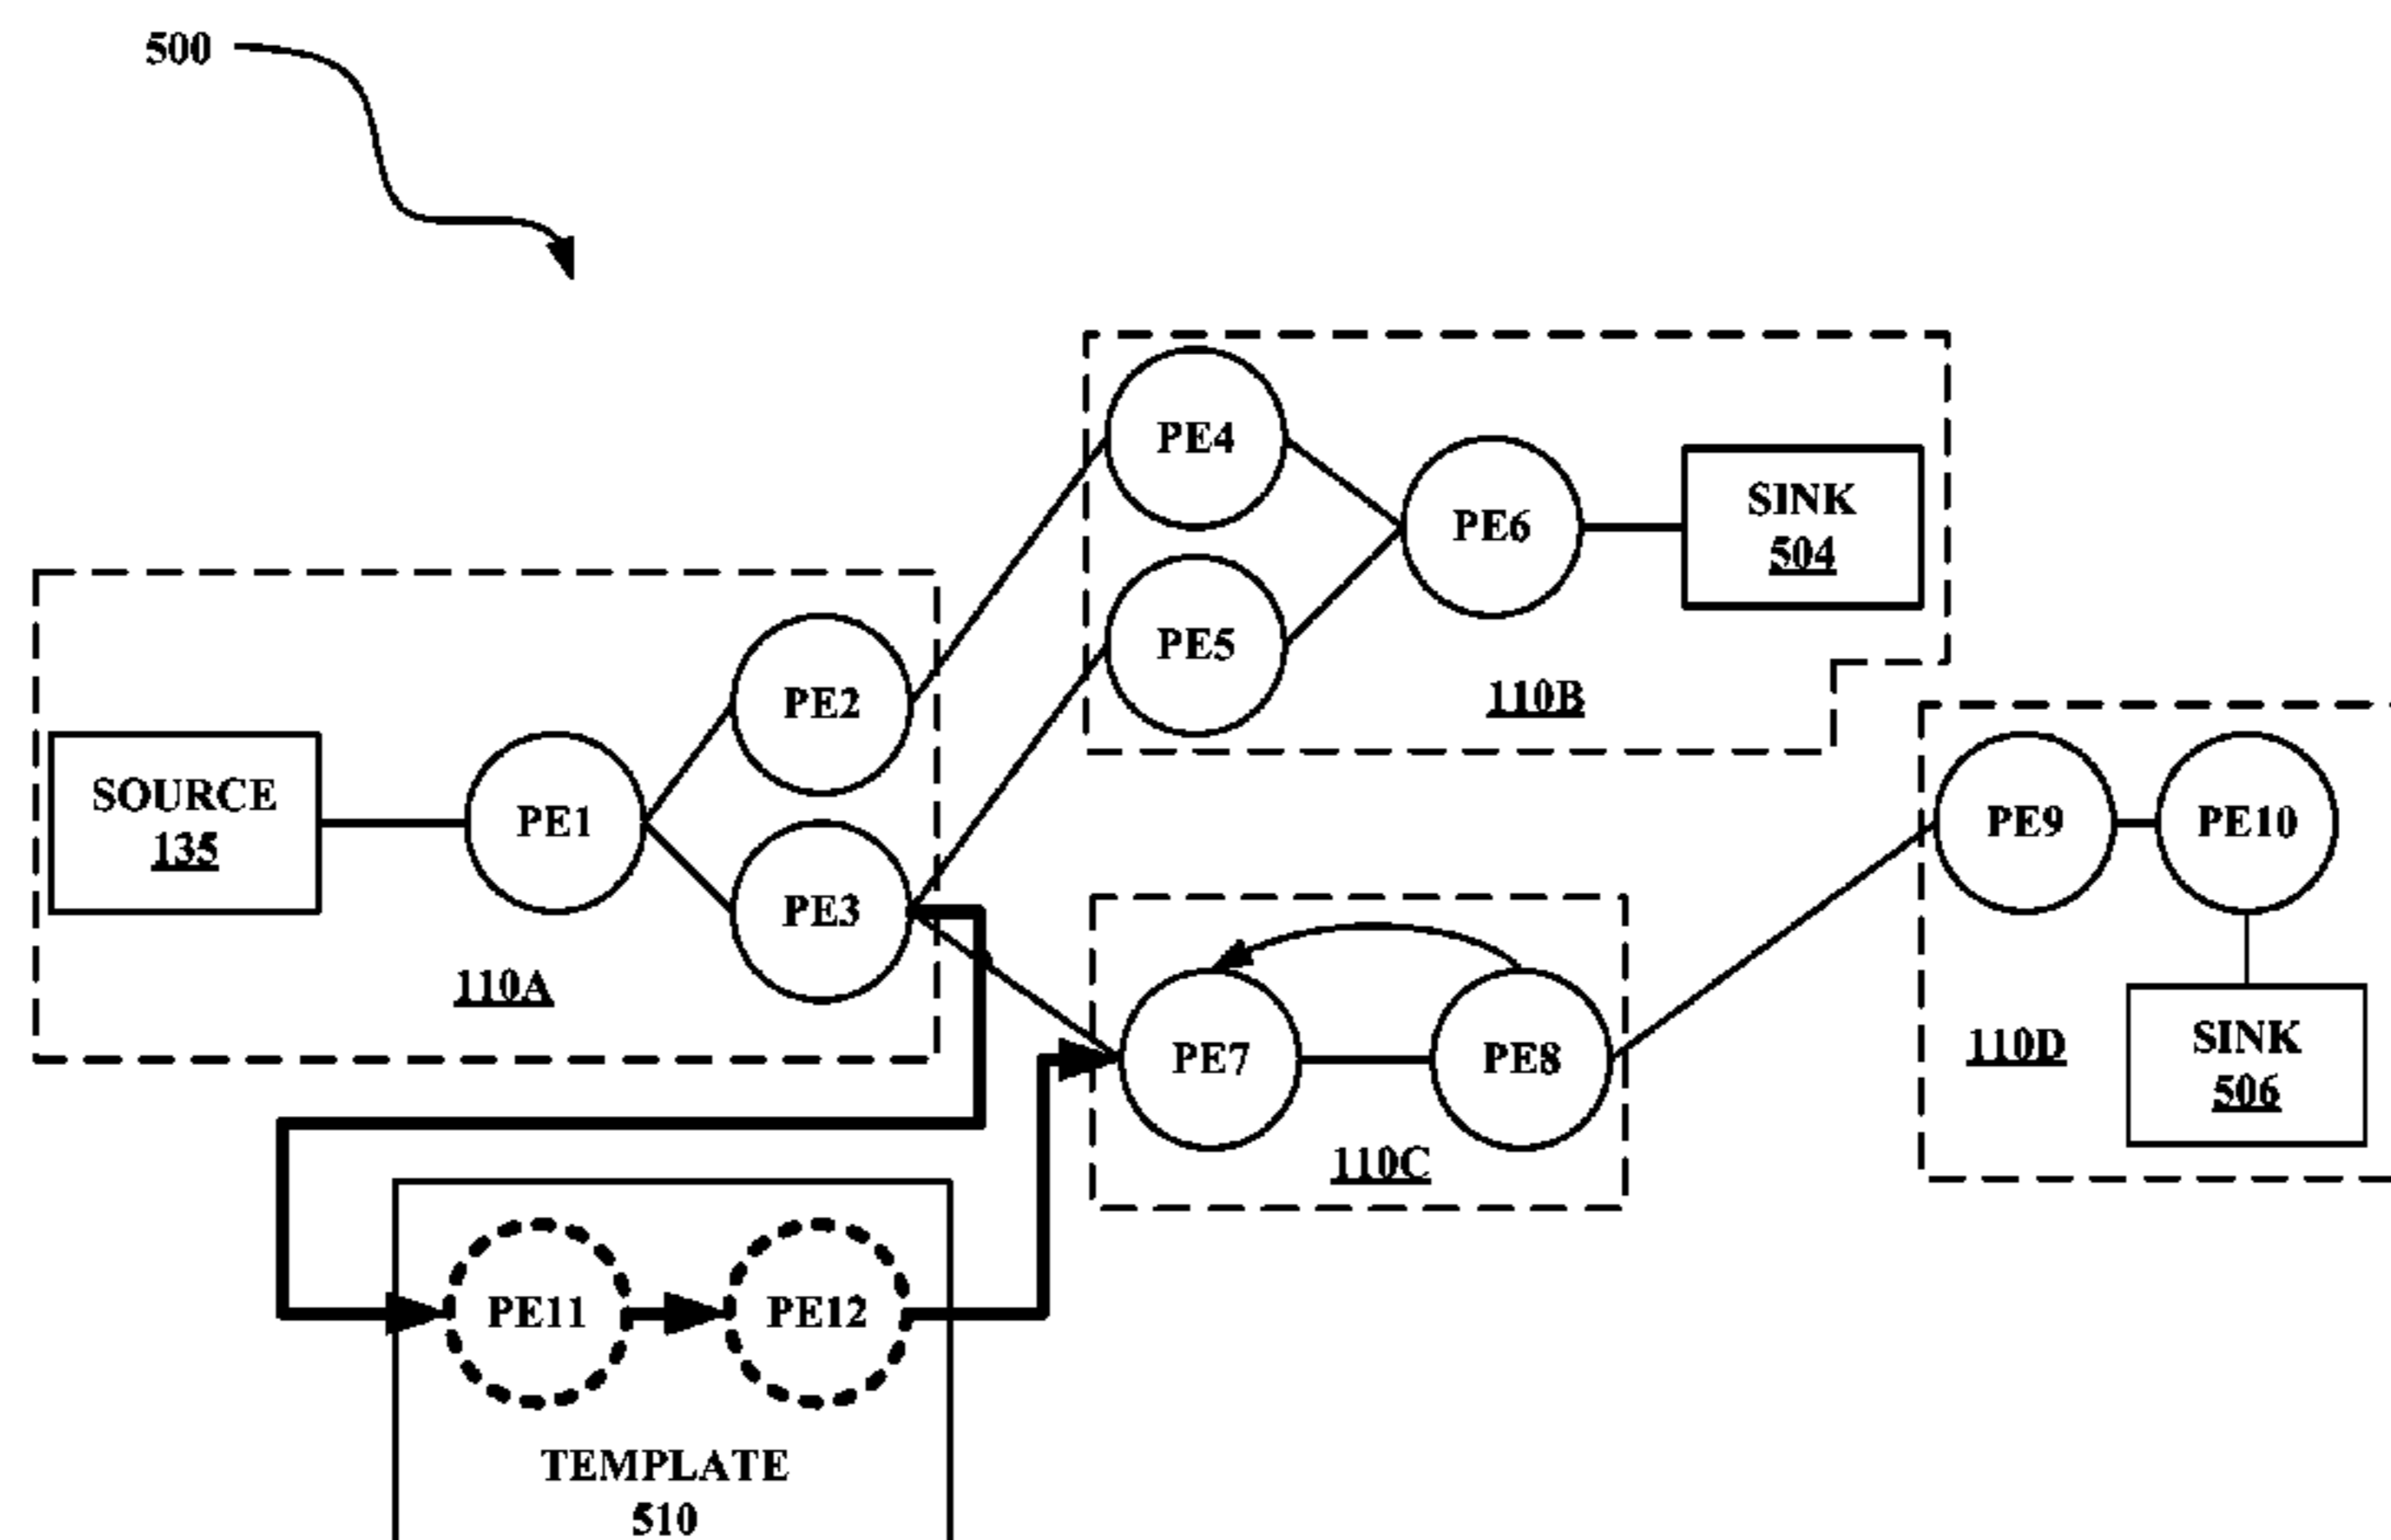 500
PE4
PE6
SINK
504
PE5
110B
PE2
SOURCE
135
PE1
PE3
110A
PE9
PE10
110D
SINK
506
PE7
PE8
110C
PE11
PE12
TEMPLATE
510